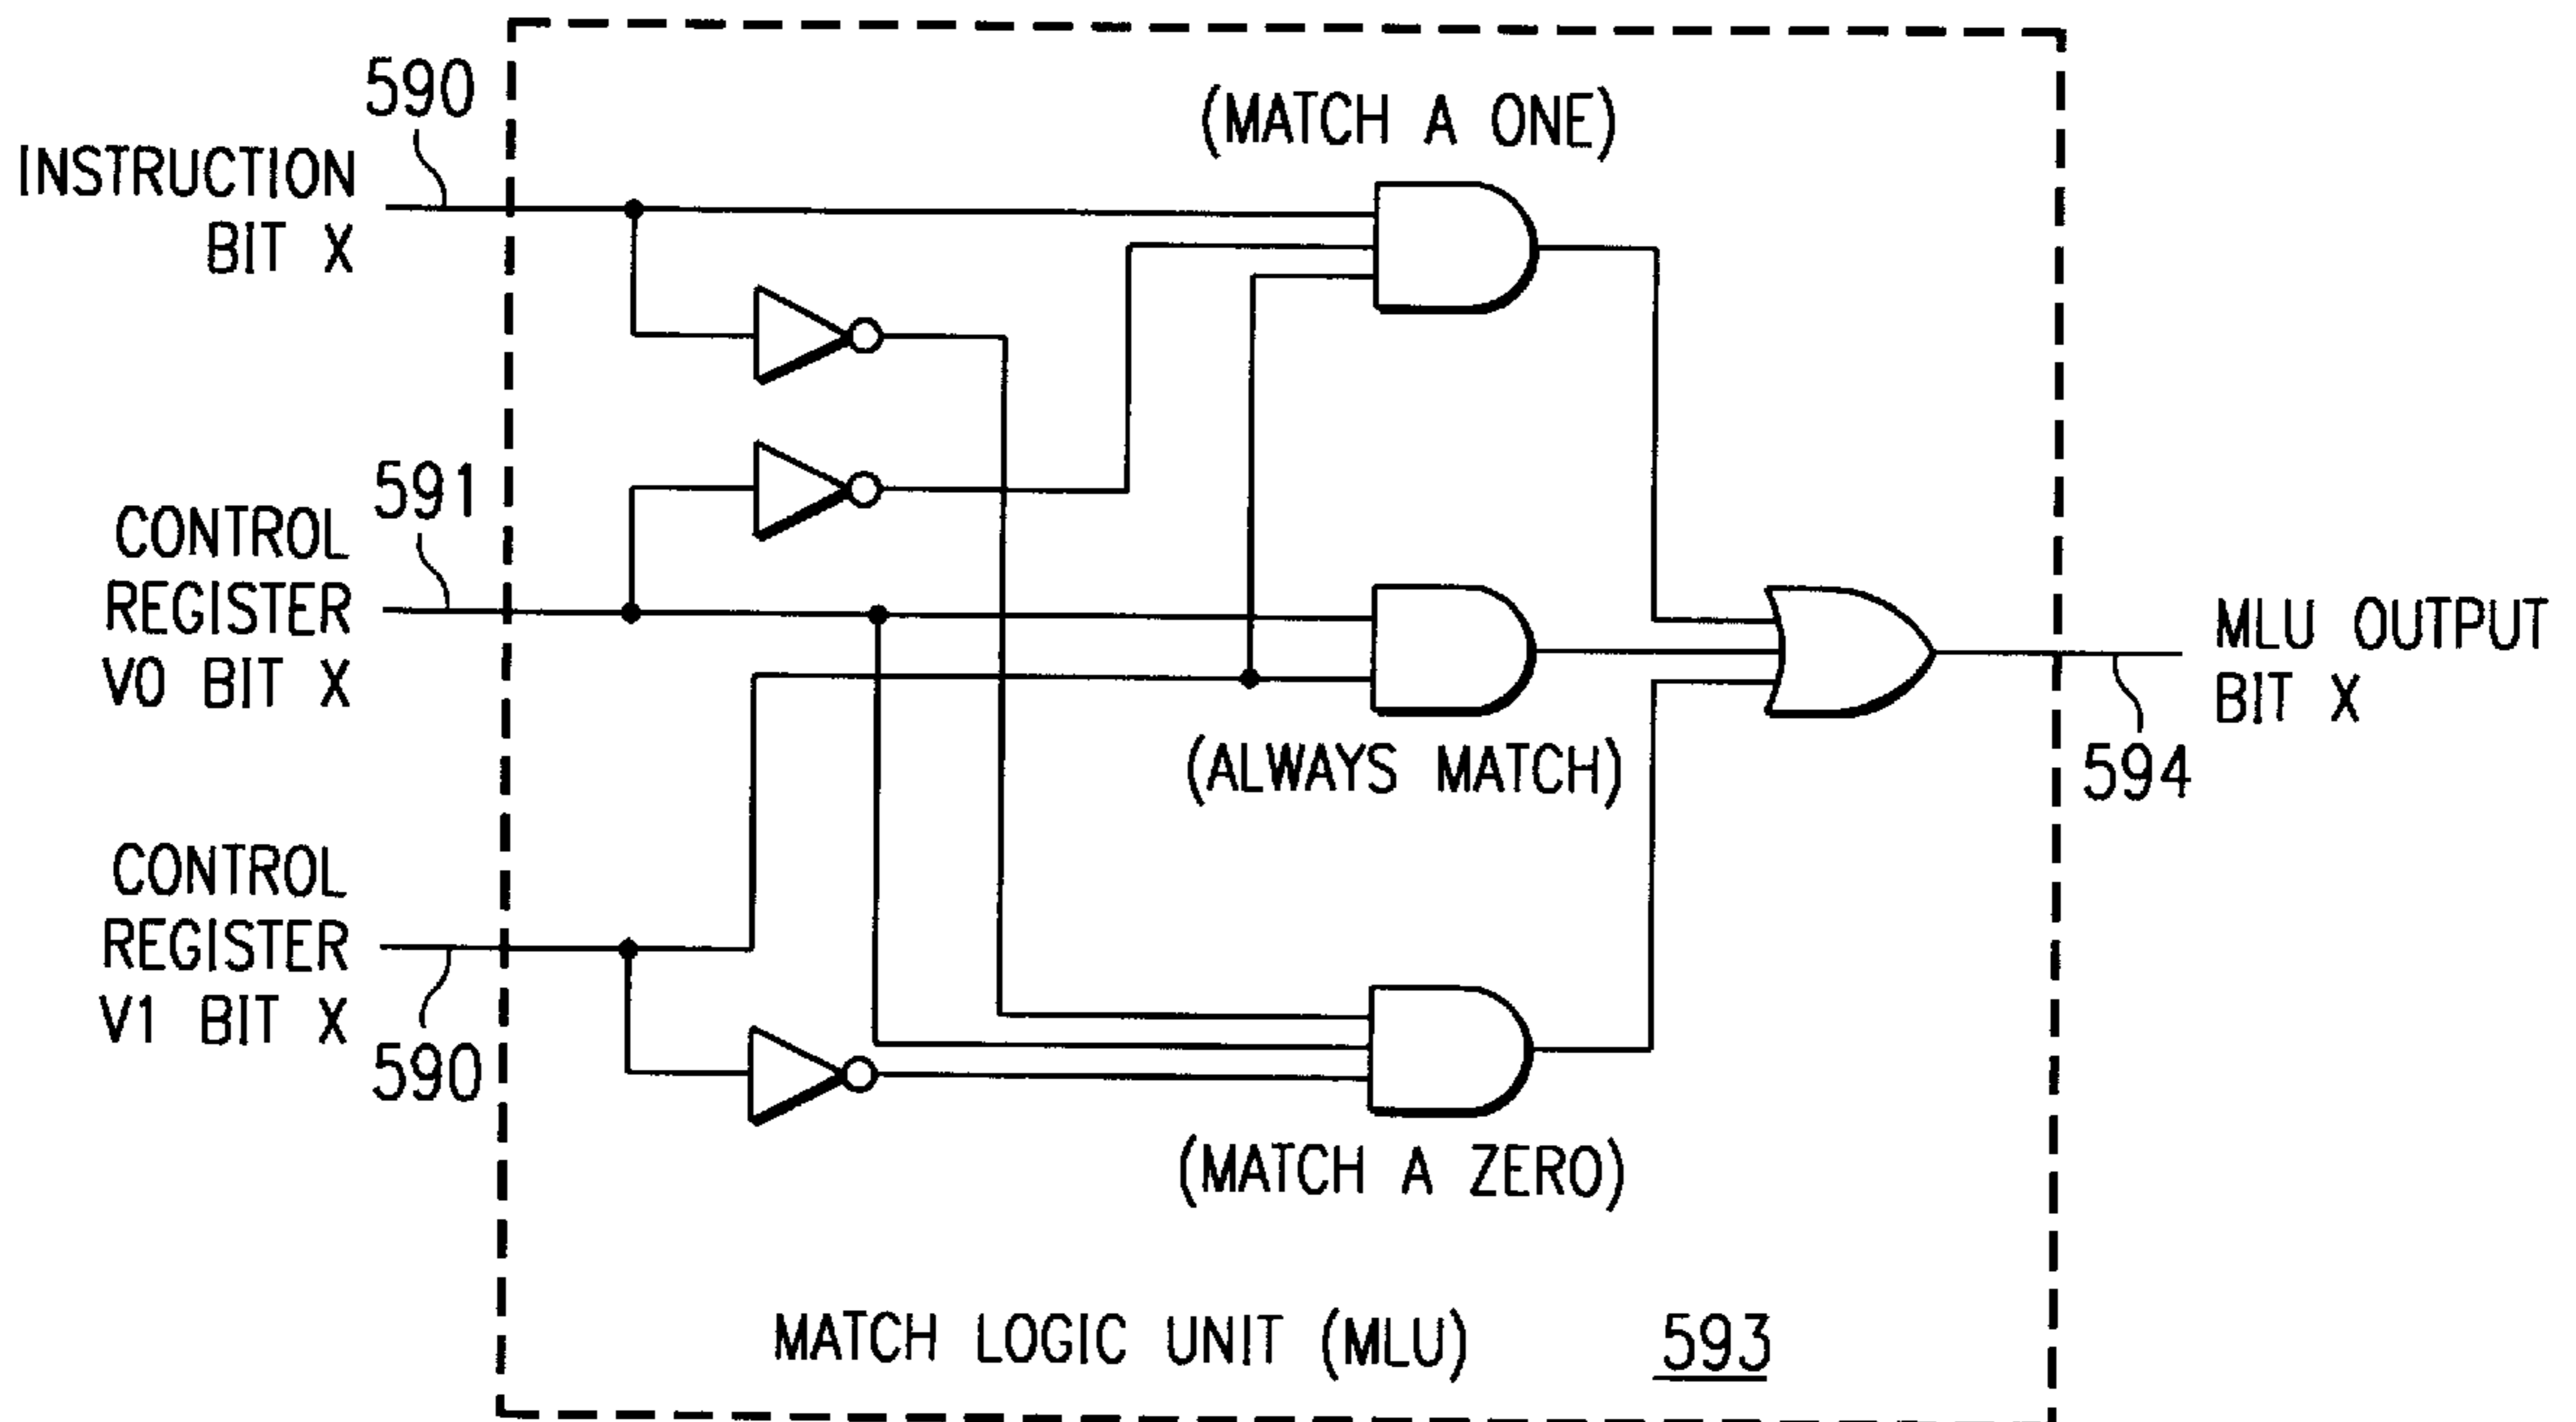 590
INSTRUCTION
BIT X
591
CONTROL
REGISTER
V0 BIT X
CONTROL
REGISTER
V1 BIT X
590
(MATCH A ONE)
(ALWAYS MATCH)
(MATCH A ZERO)
MLU OUTPUT
BIT X
594
MATCH LOGIC UNIT (MLU)
593